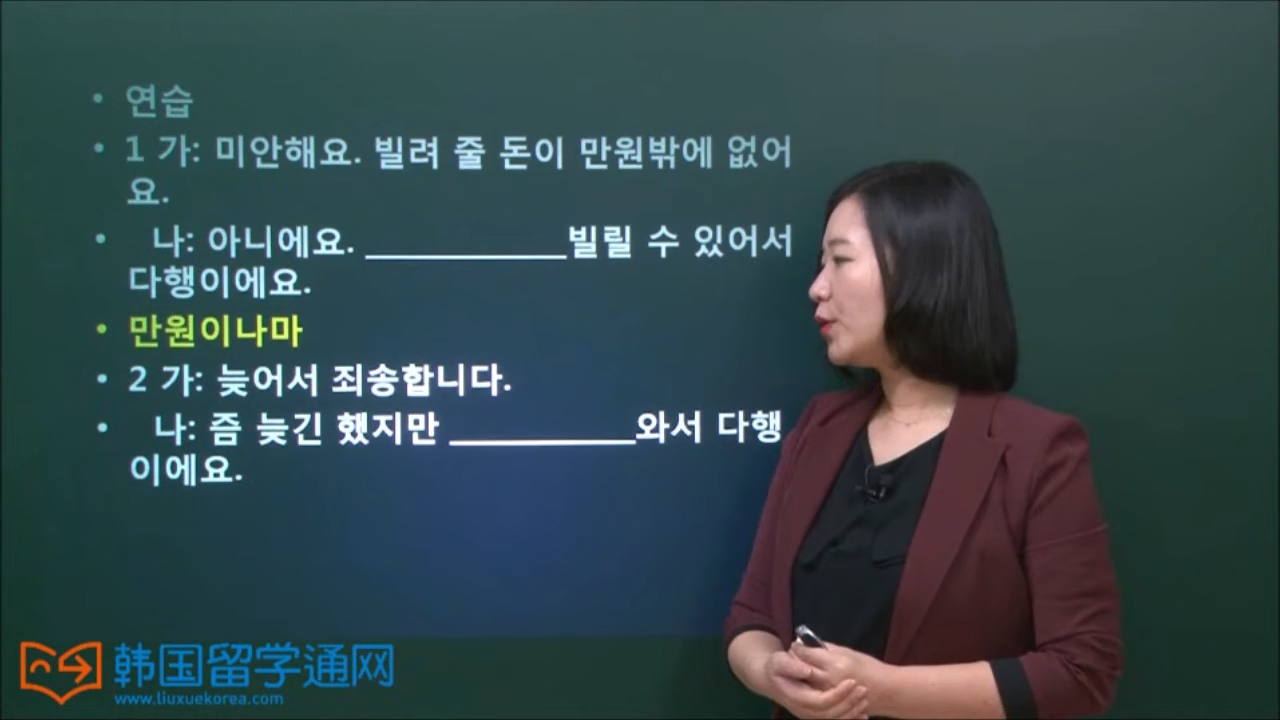 • 연습
• 1 가: 미안해요. 빌려 줄 돈이 만원밖에 없어
요.
• 나: 아니에요. __________빌릴 수 있어서
다행이에요.
• 만원이나마
• 2 가: 늦어서 죄송합니다.
• 나: 좀 늦긴 했지만 __________와서 다행
이에요.
韩国留学通网
www.liuxuekorea.com